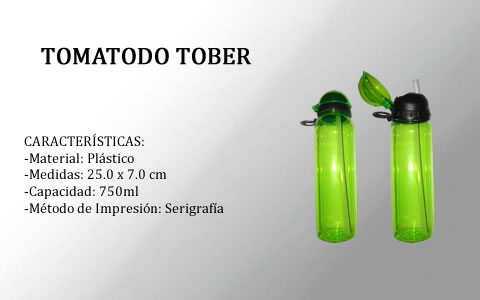 TOMATODO TOBER
CARACTERÍSTICAS:
-Material: Plástico
-Medidas: 25.0 x 7.0 cm
-Capacidad: 750ml
-Método de Impresión: Serigrafía